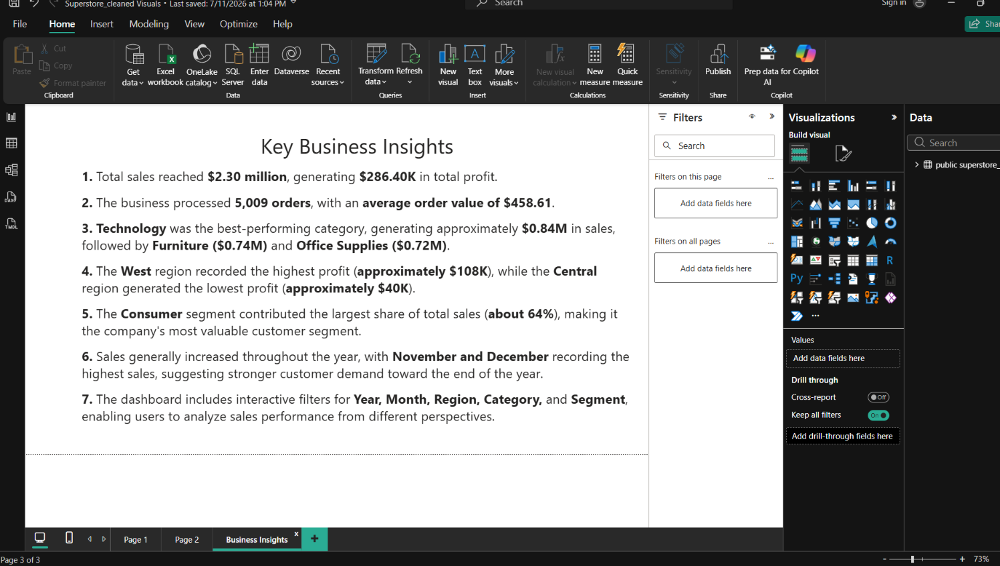 Superstore_cleaned Visuals • Last saved: 7/11/2026 at 1:04 PM
Search
Sign in
File Home Insert Modeling View Optimize Help
Shar
Paste
Cut
Copy
Format painter
Clipboard
Get data
Excel workbook
OneLake catalog
SQL Server
Enter data
Dataverse
Recent sources
Data
Transform data
Refresh
Queries
New visual
Text box
More visuals
Insert
New visual calculation
New measure
Quick measure
Calculations
Sensitivity
Sensitivity
Publish
Share
Prep data for AI
Copilot
Copilot
DAX
TMDL
Key Business Insights
1. Total sales reached $2.30 million, generating $286.40K in total profit.
2. The business processed 5,009 orders, with an average order value of $458.61.
3. Technology was the best-performing category, generating approximately $0.84M in sales,
followed by Furniture ($0.74M) and Office Supplies ($0.72M).
4. The West region recorded the highest profit (approximately $108K), while the Central
region generated the lowest profit (approximately $40K).
5. The Consumer segment contributed the largest share of total sales (about 64%), making it
the company's most valuable customer segment.
6. Sales generally increased throughout the year, with November and December recording the
highest sales, suggesting stronger customer demand toward the end of the year.
7. The dashboard includes interactive filters for Year, Month, Region, Category, and Segment,
enabling users to analyze sales performance from different perspectives.
Filters
Search
Filters on this page ...
Add data fields here
Filters on all pages ...
Add data fields here
Visualizations
Build visual
123
R
Py
...
Values
Add data fields here
Drill through
Cross-report Off
Keep all filters On
Add drill-through fields here
Data
Search
public superstore_
Page 1
Page 2
Business Insights x
+
Page 3 of 3
- + 73%